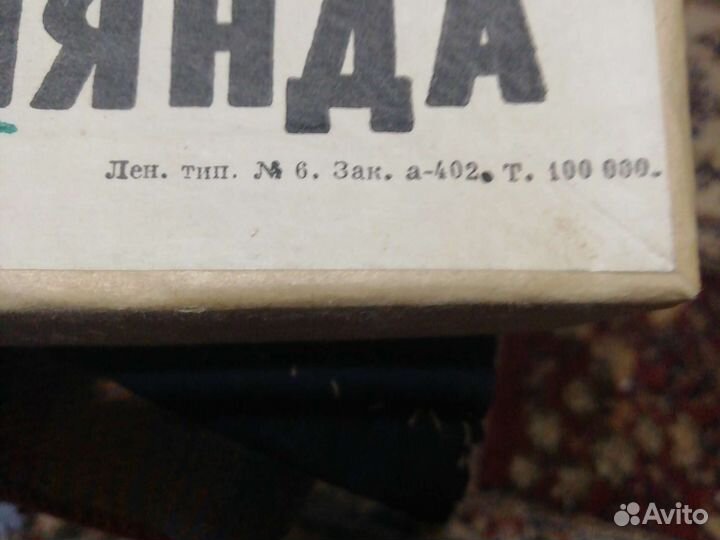 ЯНДА
Лен. тип. № 6. Зак. а-402. Т. 100 000.
Avito